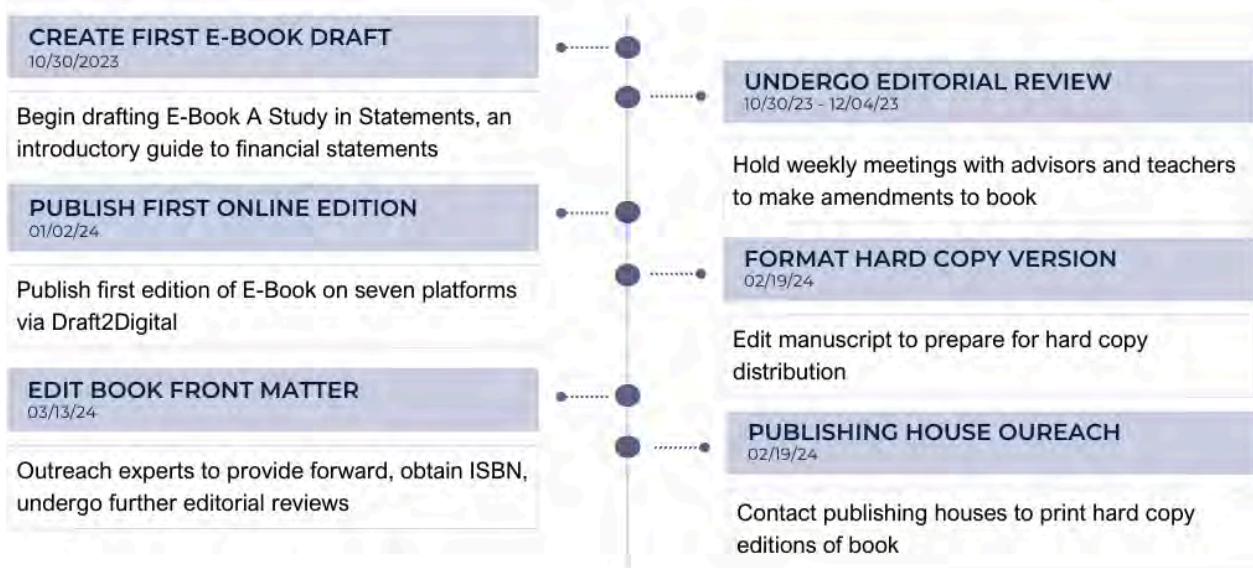 CREATE FIRST E-BOOK DRAFT
10/30/2023
Begin drafting E-Book A Study in Statements, an
introductory guide to financial statements
UNDERGO EDITORIAL REVIEW
10/30/23 - 12/04/23
Hold weekly meetings with advisors and teachers
to make amendments to book
PUBLISH FIRST ONLINE EDITION
01/02/24
Publish first edition of E-Book on seven platforms
via Draft2Digital
FORMAT HARD COPY VERSION
02/19/24
Edit manuscript to prepare for hard copy
distribution
EDIT BOOK FRONT MATTER
03/13/24
Outreach experts to provide forward, obtain ISBN,
undergo further editorial reviews
PUBLISHING HOUSE OUREACH
02/19/24
Contact publishing houses to print hard copy
editions of book